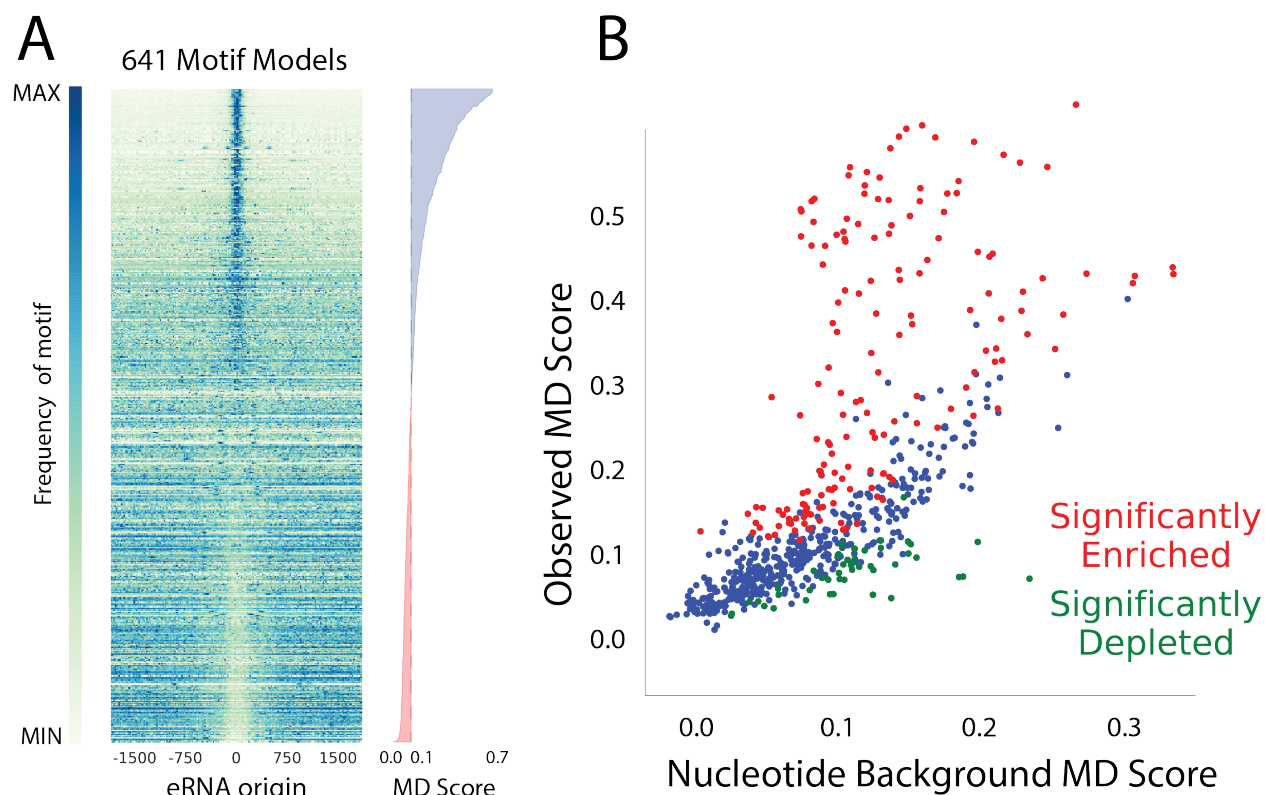 A
641 Motif Models
MAX
Frequency of motif
MIN
-1500 -750 0 750 1500
eRNA origin
0.0 0.1 0.7
MD Score
B
Observed MD Score
0.5
0.4
0.3
0.2
0.1
0.0
Significantly
Enriched
Significantly
Depleted
0.0 0.1 0.2 0.3
Nucleotide Background MD Score